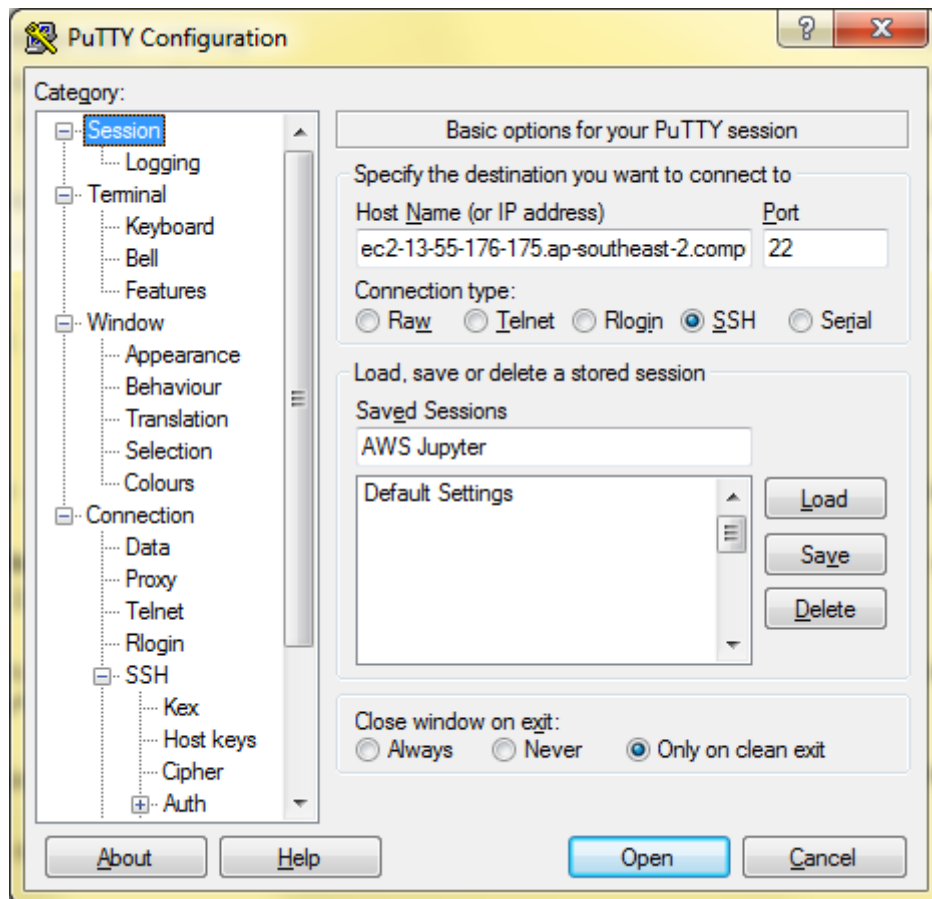 PuTTY Configuration
Category:
Session
Logging
Terminal
Keyboard
Bell
Features
Window
Appearance
Behaviour
Translation
Selection
Colours
Connection
Data
Proxy
Telnet
Rlogin
SSH
Kex
Host keys
Cipher
Auth
Basic options for your PuTTY session
Specify the destination you want to connect to
Host Name (or IP address) Port
ec2-13-55-176-175.ap-southeast-2.comp 22
Connection type:
Raw Telnet Rlogin SSH Serial
Load, save or delete a stored session
Saved Sessions
AWS Jupyter
Default Settings
Load
Save
Delete
Close window on exit:
Always Never Only on clean exit
About Help Open Cancel